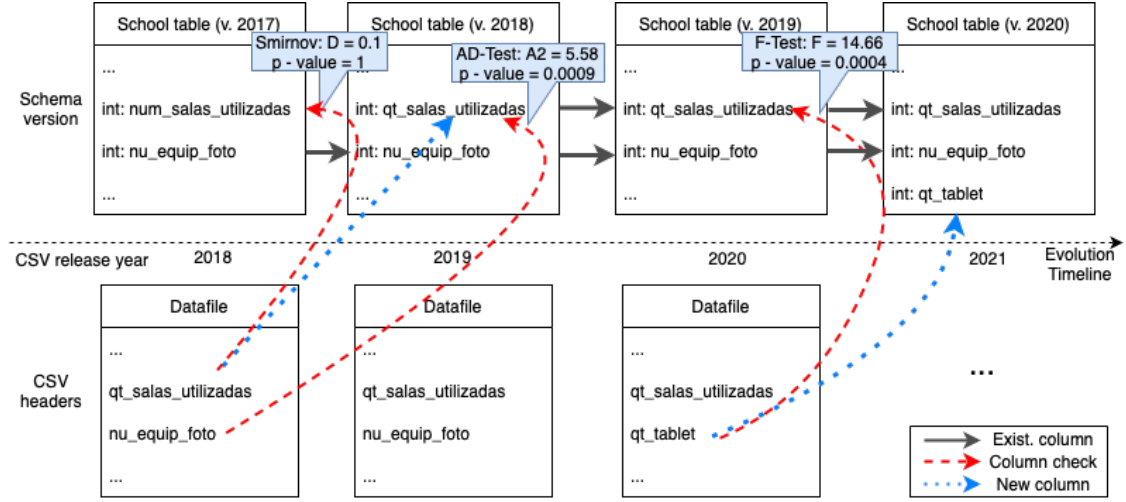 School table (v. 2017)
School table (v. 2018)
School table (v. 2019)
School table (v. 2020)
Smirnov: D = 0.1
p - value = 1
AD-Test: A2 = 5.58
p - value = 0.0009
F-Test: F = 14.66
p - value = 0.0004
Schema
version
...
int: num_salas_utilizadas
int: nu_equip_foto
...
...
int: qt_salas_utilizadas
int: nu_equip_foto
...
...
int: qt_salas_utilizadas
int: nu_equip_foto
...
...
int: qt_salas_utilizadas
int: nu_equip_foto
int: qt_tablet
CSV release year
2018
2019
2020
2021
Evolution
Timeline
CSV
headers
Datafile
...
qt_salas_utilizadas
nu_equip_foto
...
Datafile
...
qt_salas_utilizadas
nu_equip_foto
...
Datafile
...
qt_salas_utilizadas
qt_tablet
...
...
Exist. column
Column check
New column